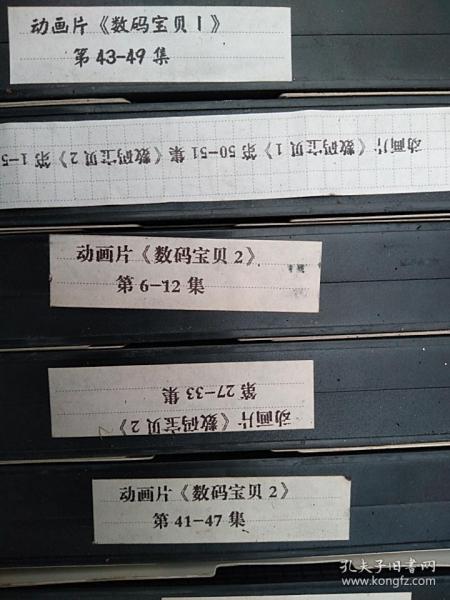 动画片《数码宝贝1》
第43-49集
动画片《数码宝贝1》第50-51集《数码宝贝2》第1-5
动画片《数码宝贝2》
第6-12集
动画片《数码宝贝2》
第27-33集
动画片《数码宝贝2》
第41-47集
孔夫子旧书网
www.kongfz.com